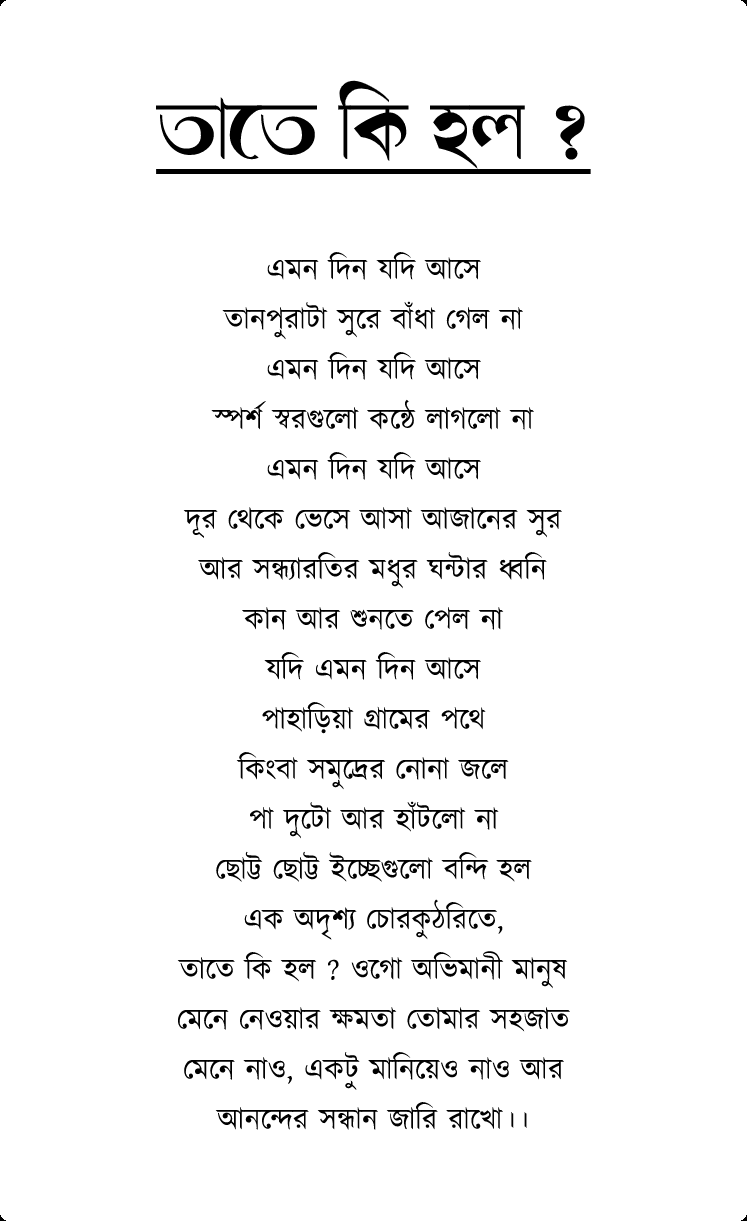 তাতে কি হল ?
এমন দিন যদি আসে
তানপুরাটা সুরে বাঁধা গেল না
এমন দিন যদি আসে
স্পর্শ স্বরগুলো কন্ঠে লাগলো না
এমন দিন যদি আসে
দূর থেকে ভেসে আসা আজানের সুর
আর সন্ধ্যারতির মধুর ঘন্টার ধ্বনি
কান আর শুনতে পেল না
যদি এমন দিন আসে
পাহাড়িয়া গ্রামের পথে
কিংবা সমুদ্রের নোনা জলে
পা দুটো আর হাঁটলো না
ছোট্ট ছোট্ট ইচ্ছেগুলো বন্দি হল
এক অদৃশ্য চোরকুঠরিতে,
তাতে কি হল ? ওগো অভিমানী মানুষ
মেনে নেওয়ার ক্ষমতা তোমার সহজাত
মেনে নাও, একটু মানিয়েও নাও আর
আনন্দের সন্ধান জারি রাখো।।